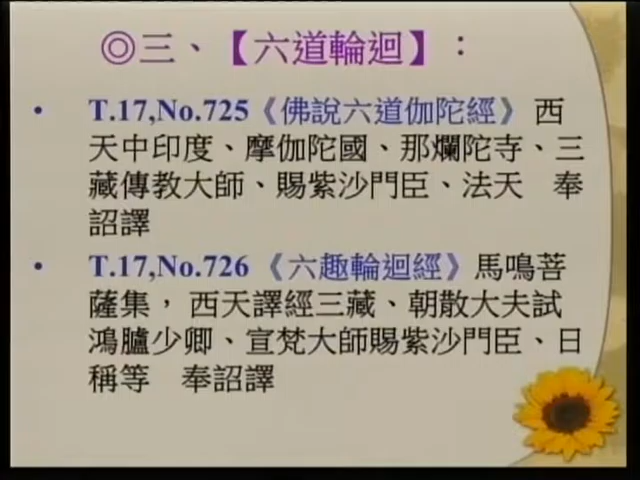 ◎三、【六道輪迴】：
• T.17,No.725《佛說六道伽陀經》 西
天中印度、摩伽陀國、那爛陀寺、三
藏傳教大師、賜紫沙門臣、法天　奉
詔譯
• T.17,No.726 《六趣輪迴經》馬鳴菩
薩集， 西天譯經三藏、朝散大夫試
鴻臚少卿、宣梵大師賜紫沙門臣、日
稱等　奉詔譯